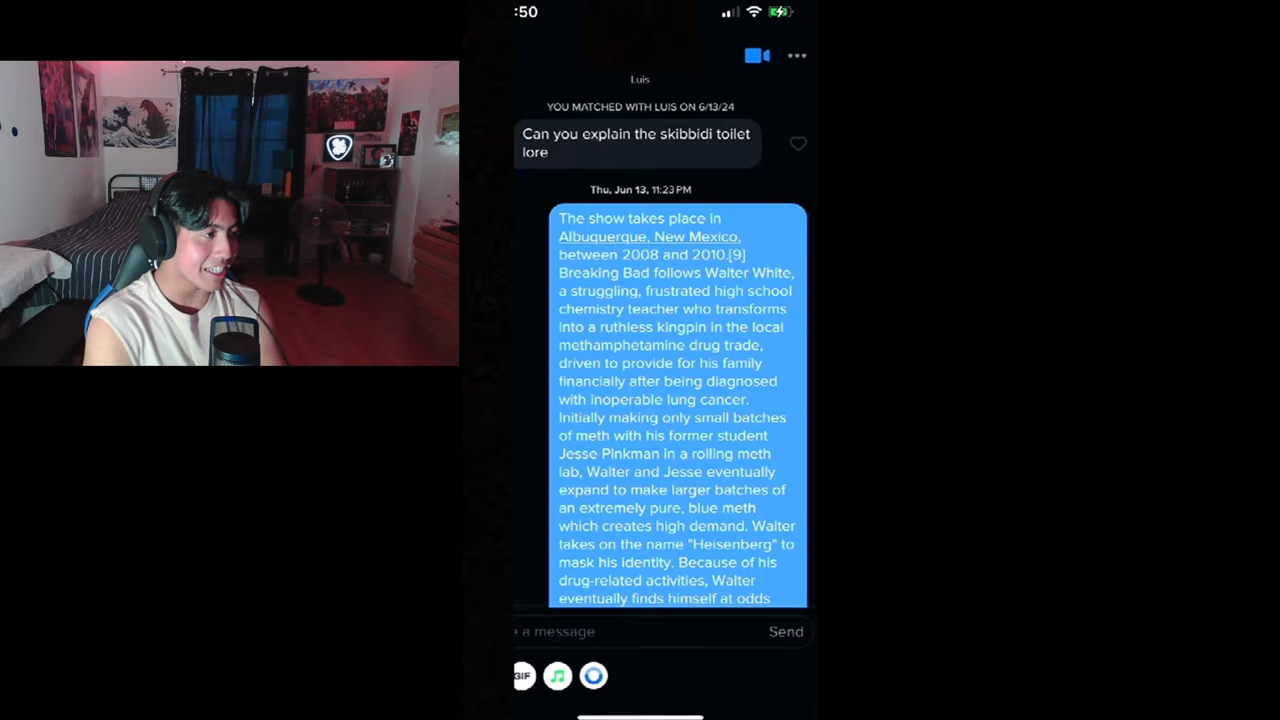 :50
Luis
YOU MATCHED WITH LUIS ON 6/13/24
Can you explain the skibbidi toilet
lore
Thu, Jun 13, 11:23 PM
The show takes place in
Albuquerque, New Mexico,
between 2008 and 2010.[9]
Breaking Bad follows Walter White,
a struggling, frustrated high school
chemistry teacher who transforms
into a ruthless kingpin in the local
methamphetamine drug trade,
driven to provide for his family
financially after being diagnosed
with inoperable lung cancer.
Initially making only small batches
of meth with his former student
Jesse Pinkman in a rolling meth
lab, Walter and Jesse eventually
expand to make larger batches of
an extremely pure, blue meth
which creates high demand. Walter
takes on the name "Heisenberg" to
mask his identity. Because of his
drug-related activities, Walter
eventually finds himself at odds
e a message
Send
GIF
MARVEL